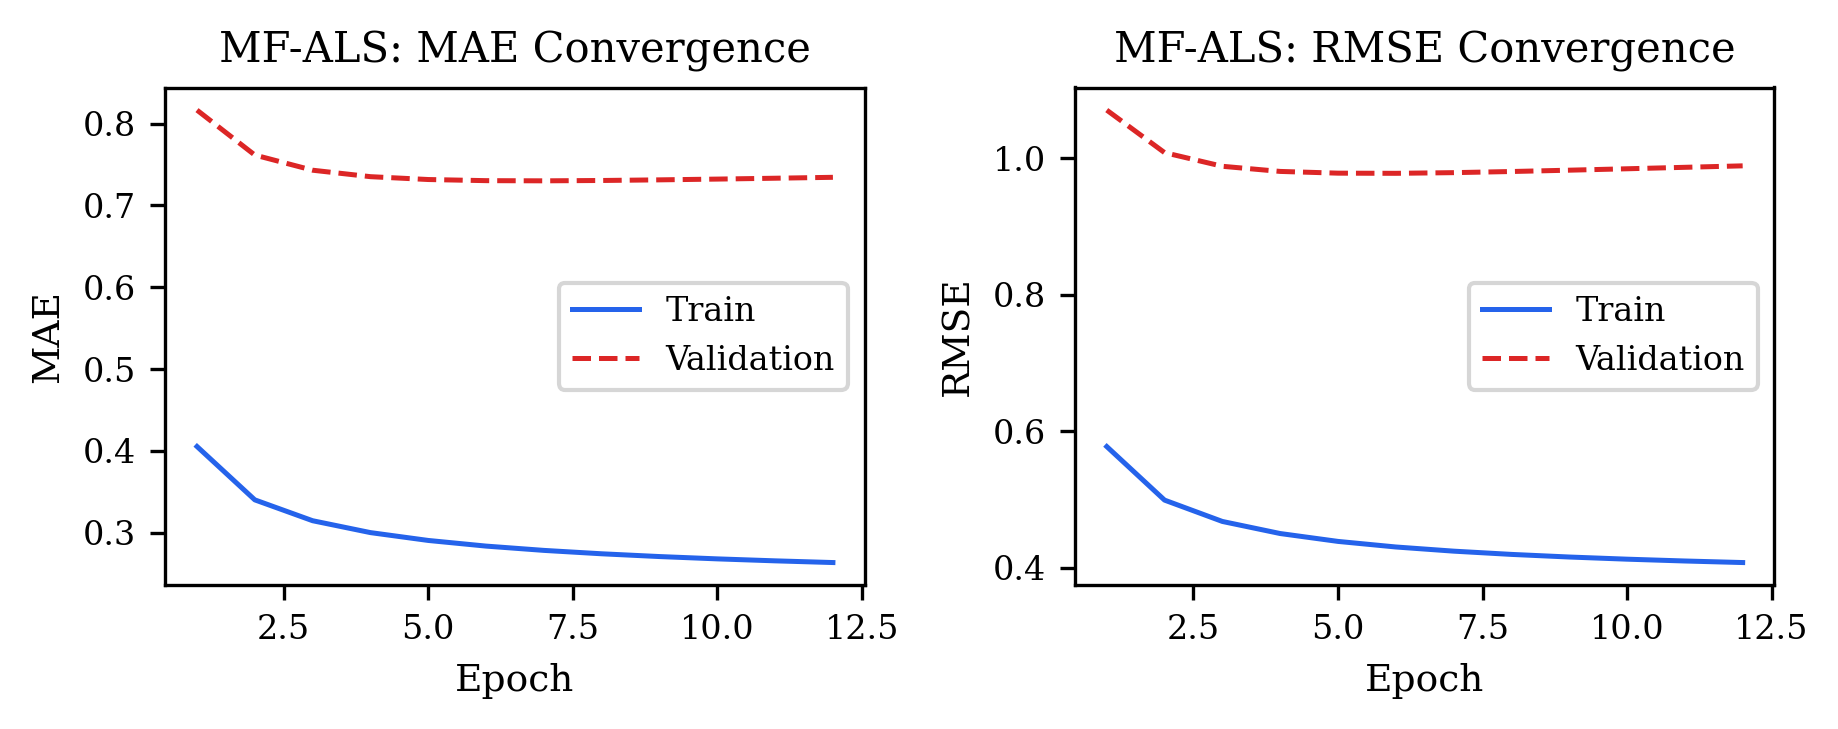 MF-ALS: MAE Convergence
MAE
0.8
0.7
0.6
0.5
0.4
0.3
Train
Validation
2.5 5.0 7.5 10.0 12.5
Epoch
MF-ALS: RMSE Convergence
RMSE
1.0
0.8
0.6
0.4
Train
Validation
2.5 5.0 7.5 10.0 12.5
Epoch